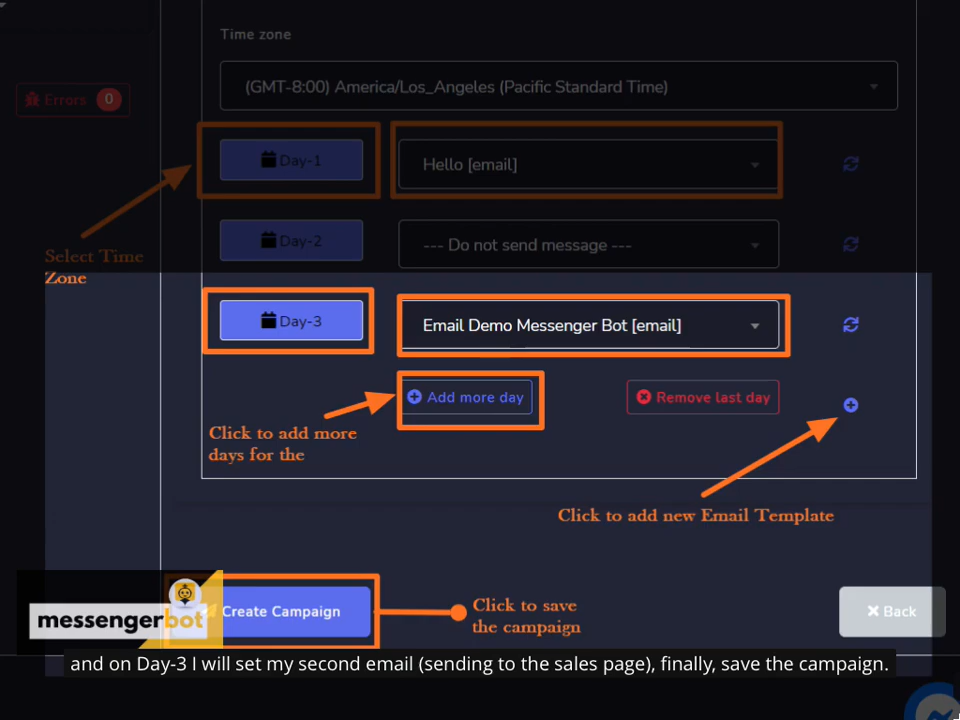 Time zone
(GMT-8:00) America/Los_Angeles (Pacific Standard Time)
Errors 0
Day-1
Hello [email]
Day-2
--- Do not send message ---
Select Time
Zone
Day-3
Email Demo Messenger Bot [email]
Add more day
Remove last day
Click to add more
days for the
Click to add new Email Template
messengerbot
Create Campaign
Click to save
the campaign
Back
and on Day-3 I will set my second email (sending to the sales page), finally, save the campaign.